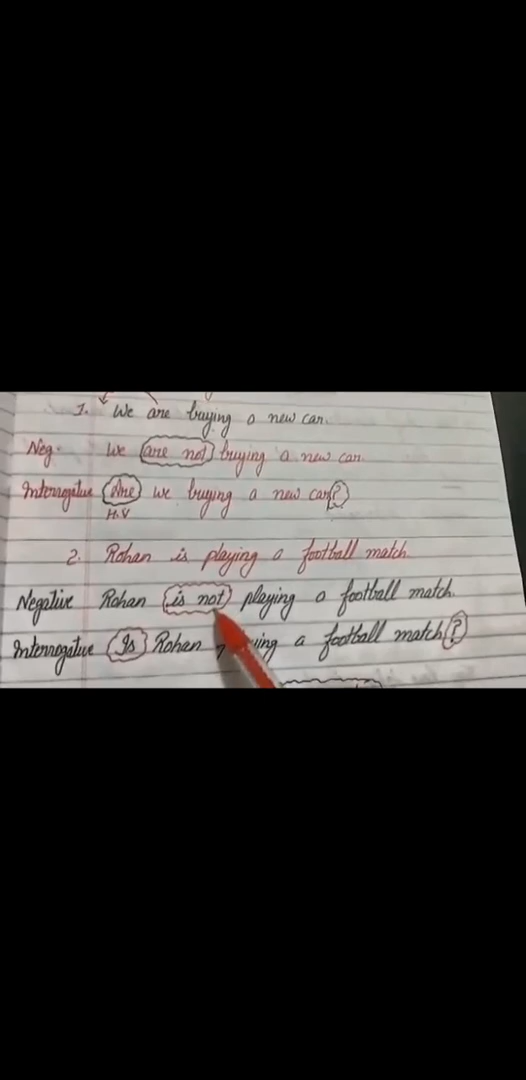 1. We are buying a new car.
Neg. We are not buying a new car.
Interrogative Are we buying a new car?
H.V
2. Rohan is playing a football match.
Negative Rohan is not playing a football match.
Interrogative Is Rohan a football match?